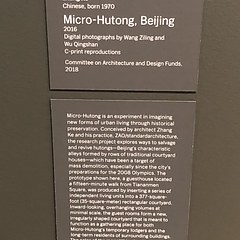 Chinese, born 1970
Micro-Hutong, Beijing
2016
Digital photographs by Wang Ziling and
Wu Qingshan
C-print reproductions
Committee on Architecture and Design Funds,
2018
Micro-Hutong is an experiment in imagining
new forms of urban living through historical
preservation. Conceived by architect Zhang
Ke and his practice, ZAO/standardarchitecture,
the research project explores ways to salvage
and revive hutongs—Beijing's characteristic
alleys formed by rows of traditional courtyard
houses—which have been a target of
mass demolition, especially since the city's
preparations for the 2008 Olympics. The
prototype shown here, a guesthouse located
a fifteen-minute walk from Tiananmen
Square, was produced by inserting a series of
independent living units into a 377-square-
foot (35-square-meter) rectangular courtyard.
Inward-looking, overhanging volumes at
minimal scale, the guest rooms form a new,
irregularly shaped courtyard that is meant to
function as a gathering place for both
Micro-Hutong's temporary lodgers and the
long-term residents of surrounding buildings.